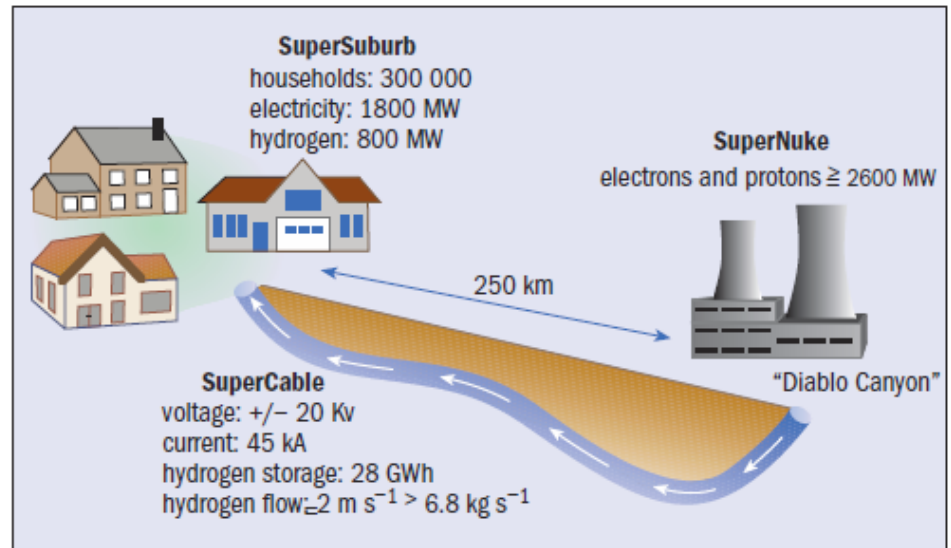 SuperSuburb
households: 300 000
electricity: 1800 MW
hydrogen: 800 MW
SuperNuke
electrons and protons ≧ 2600 MW
250 km
"Diablo Canyon"
SuperCable
voltage: +/– 20 Kv
current: 45 kA
hydrogen storage: 28 GWh
hydrogen flow:=2 m s⁻¹ > 6.8 kg s⁻¹